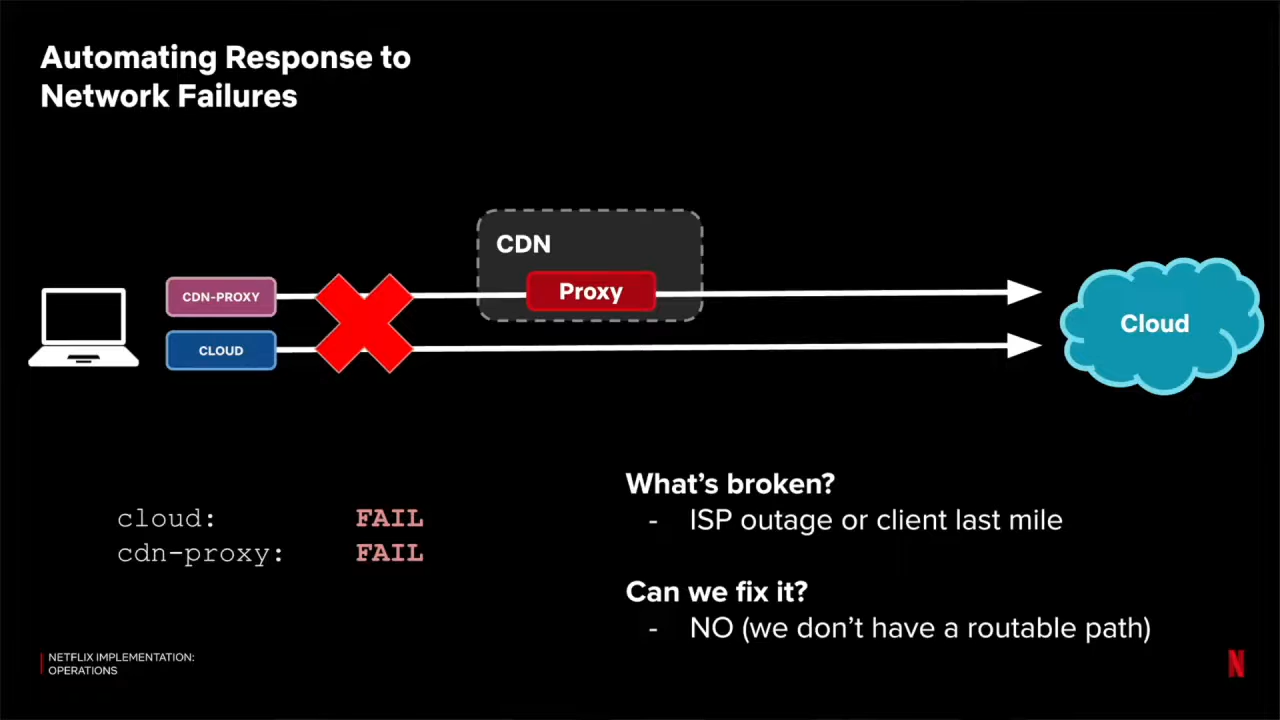 Automating Response to
Network Failures
CDN
CDN-PROXY
Proxy
CLOUD
Cloud
cloud: FAIL
cdn-proxy: FAIL
What's broken?
- ISP outage or client last mile
Can we fix it?
- NO (we don't have a routable path)
NETFLIX IMPLEMENTATION:
OPERATIONS
N